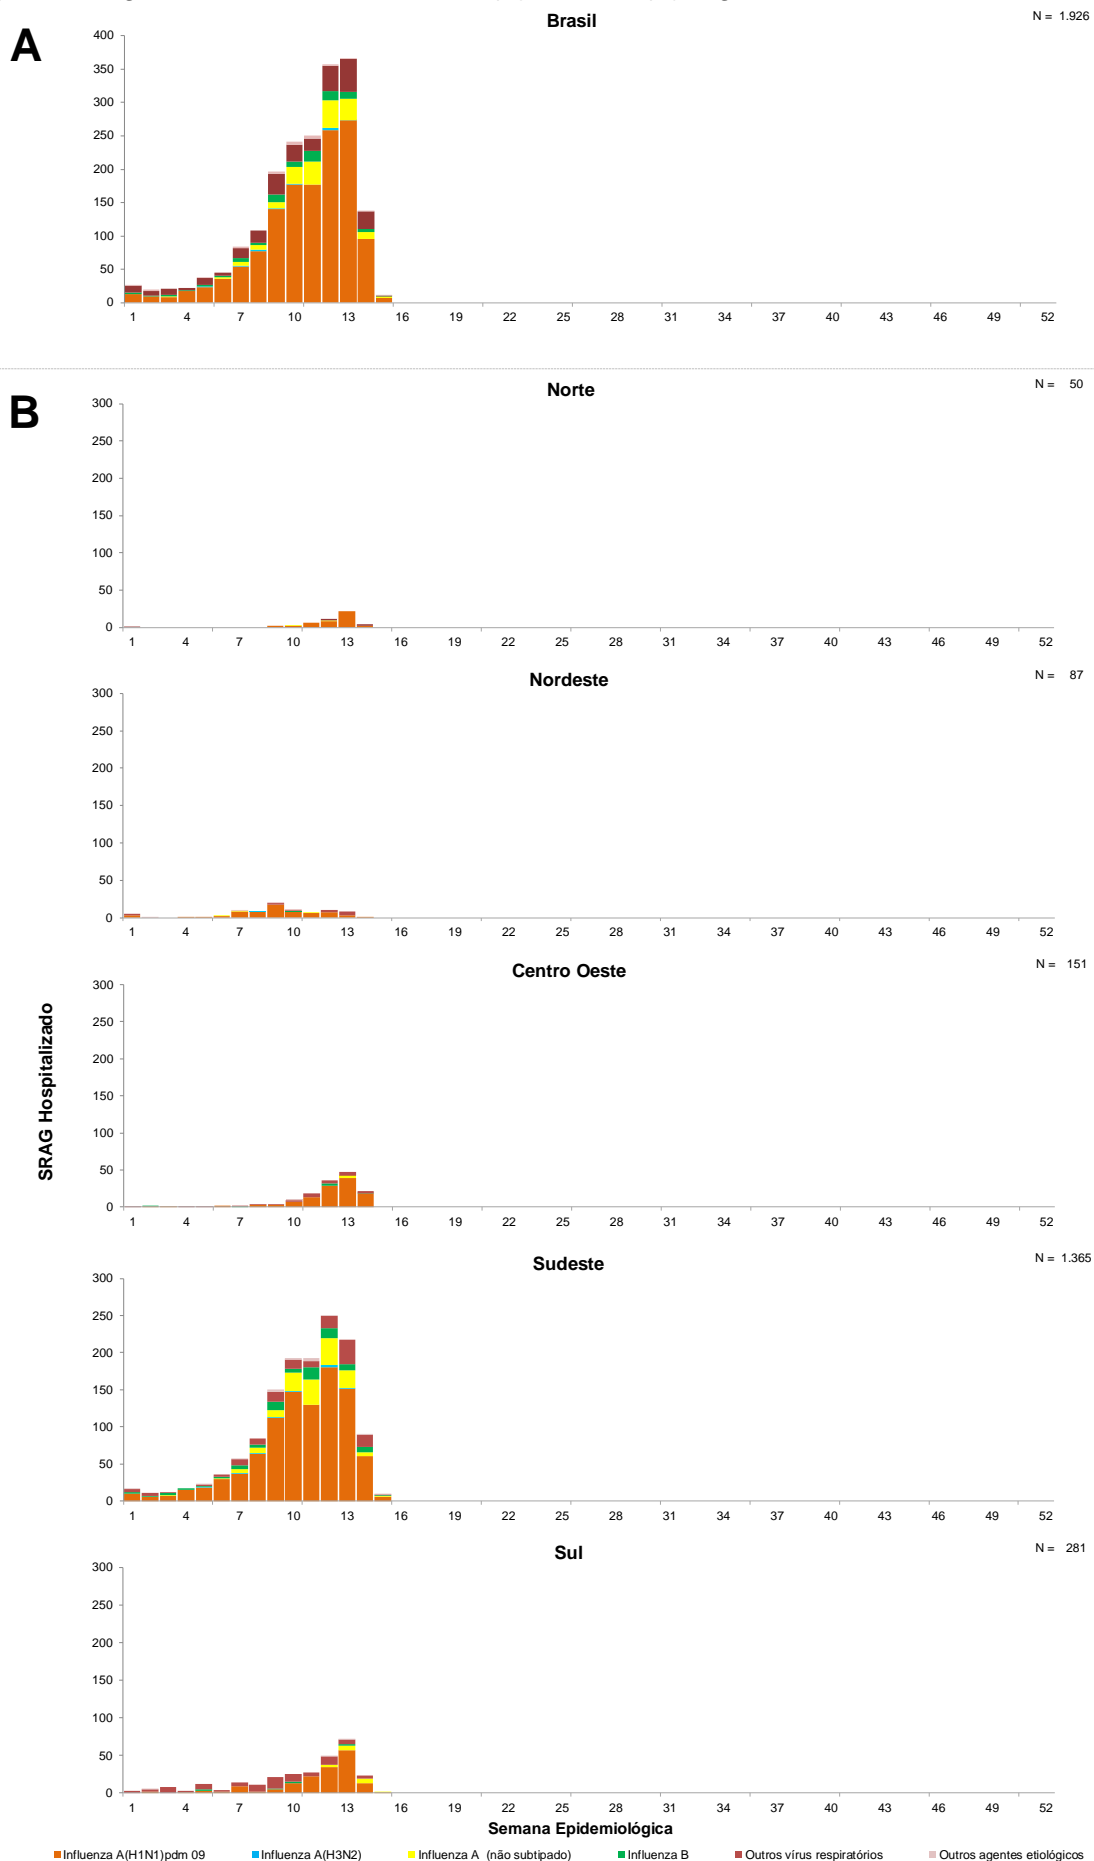 Brasil
N = 1.926
A
400
350
300
250
200
150
100
50
0
1 4 7 10 13 16 19 22 25 28 31 34 37 40 43 46 49 52
B
Norte
N = 50
300
250
200
150
100
50
0
1 4 7 10 13 16 19 22 25 28 31 34 37 40 43 46 49 52
Nordeste
N = 87
300
250
200
150
100
50
0
1 4 7 10 13 16 19 22 25 28 31 34 37 40 43 46 49 52
Centro Oeste
N = 151
300
250
200
150
100
50
0
1 4 7 10 13 16 19 22 25 28 31 34 37 40 43 46 49 52
SRAG Hospitalizado
Sudeste
N = 1.365
300
250
200
150
100
50
0
1 4 7 10 13 16 19 22 25 28 31 34 37 40 43 46 49 52
Sul
N = 281
300
250
200
150
100
50
0
1 4 7 10 13 16 19 22 25 28 31 34 37 40 43 46 49 52
Semana Epidemiológica
Influenza A(H1N1)pdm 09 Influenza A(H3N2) Influenza A (não subtipado) Influenza B Outros vírus respiratórios Outros agentes etiológicos